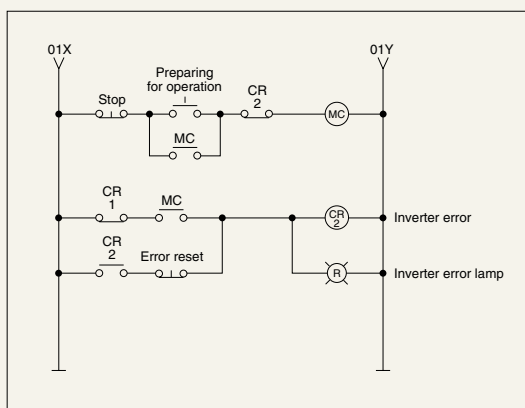 01X
01Y
Preparing
for operation
Stop
CR
2
MC
MC
CR
1
MC
CR
2
Inverter error
CR
2
Error reset
R
Inverter error lamp